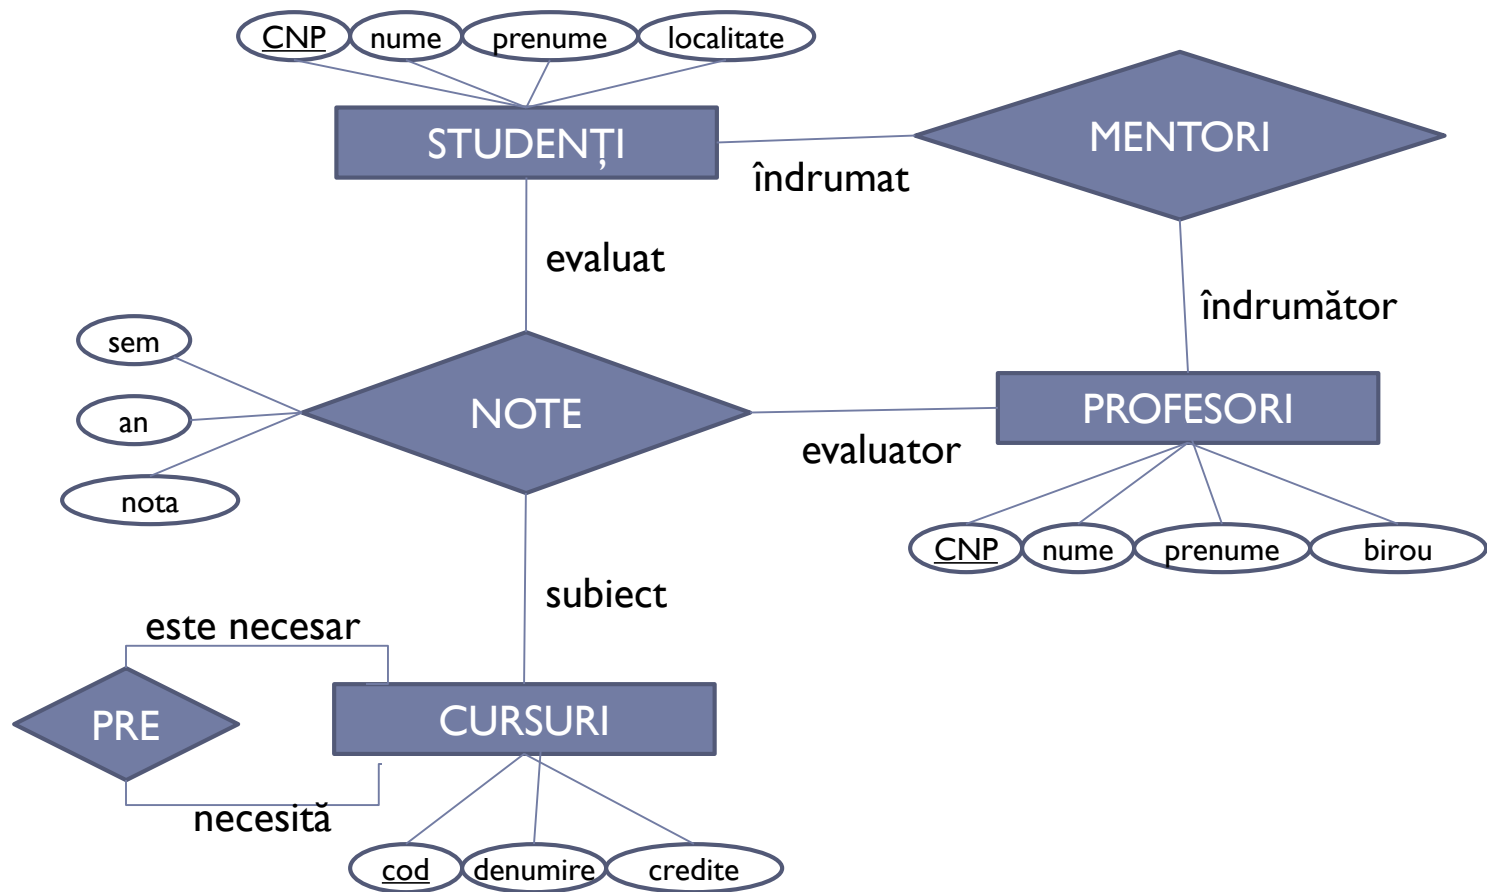 CNP nume prenume localitate
STUDENȚI
MENTORI
îndrumat
evaluat
îndrumător
sem
an
nota
NOTE
PROFESORI
evaluator
CNP nume prenume birou
subiect
este necesar
PRE
CURSURI
necesită
cod denumire credite